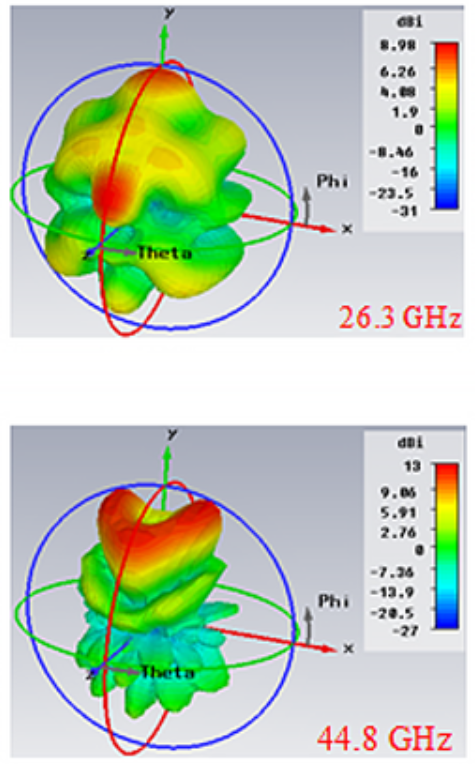 y
dBi
8.98
6.26
4.08
1.9
0
-8.46
-16
-23.5
-31
Phi
x
z
Theta
26.3 GHz
y
dBi
13
9.06
5.91
2.76
0
-7.36
-13.9
-20.5
-27
Phi
x
z
Theta
44.8 GHz